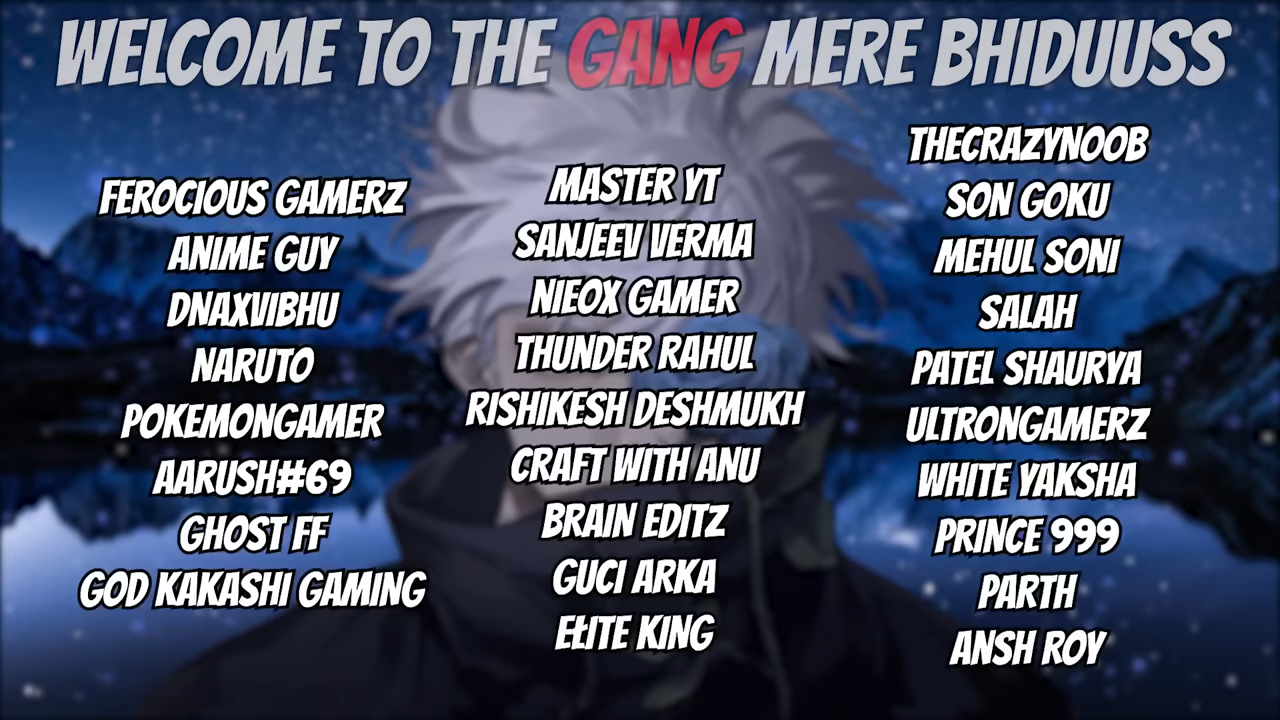 WELCOME TO THE GANG MERE BHIDUUSS
FEROCIOUS GAMERZ
ANIME GUY
DNAXVIBHU
NARUTO
POKEMONGAMER
AARUSH#69
GHOST FF
GOD KAKASHI GAMING
MASTER YT
SANJEEV VERMA
NIEOX GAMER
THUNDER RAHUL
RISHIKESH DESHMUKH
CRAFT WITH ANU
BRAIN EDITZ
GUCI ARKA
EŁITE KING
THECRAZYNOOB
SON GOKU
MEHUL SONI
SALAH
PATEL SHAURYA
ULTRONGAMERZ
WHITE YAKSHA
PRINCE 999
PARTH
ANSH ROY